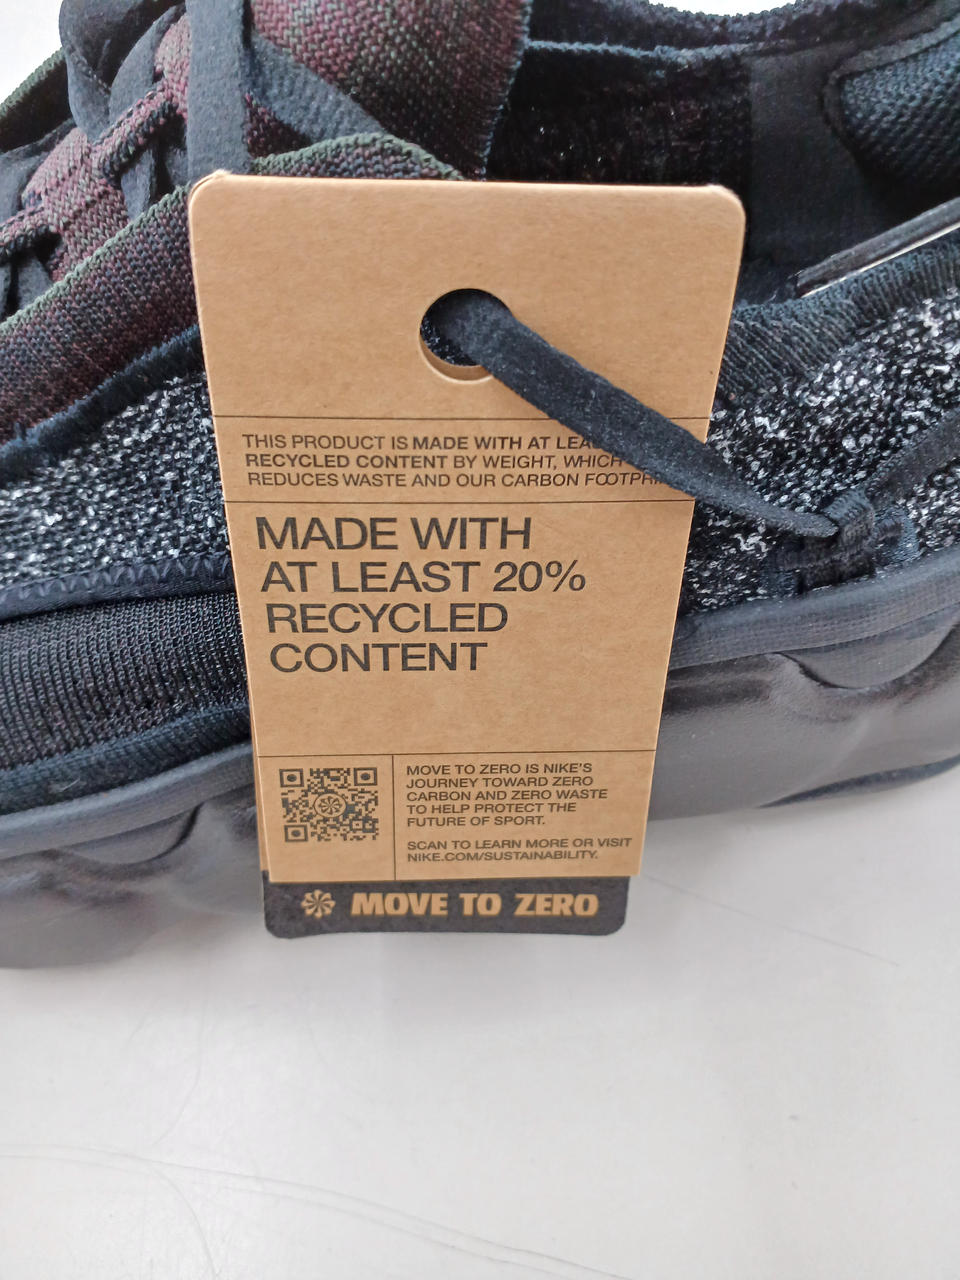 THIS PRODUCT IS MADE WITH AT
RECYCLED CONTENT BY WEIGHT, WHICH
REDUCES WASTE AND OUR CARBON
MADE WITH
AT LEAST 20%
RECYCLED
CONTENT
MOVE TO ZERO IS NIKE'S
JOURNEY TOWARD ZERO
CARBON AND ZERO WASTE
TO HELP PROTECT THE
FUTURE OF SPORT.
SCAN TO LEARN MORE OR VISIT
NIKE.COM/SUSTAINABILITY.
MOVE TO ZERO